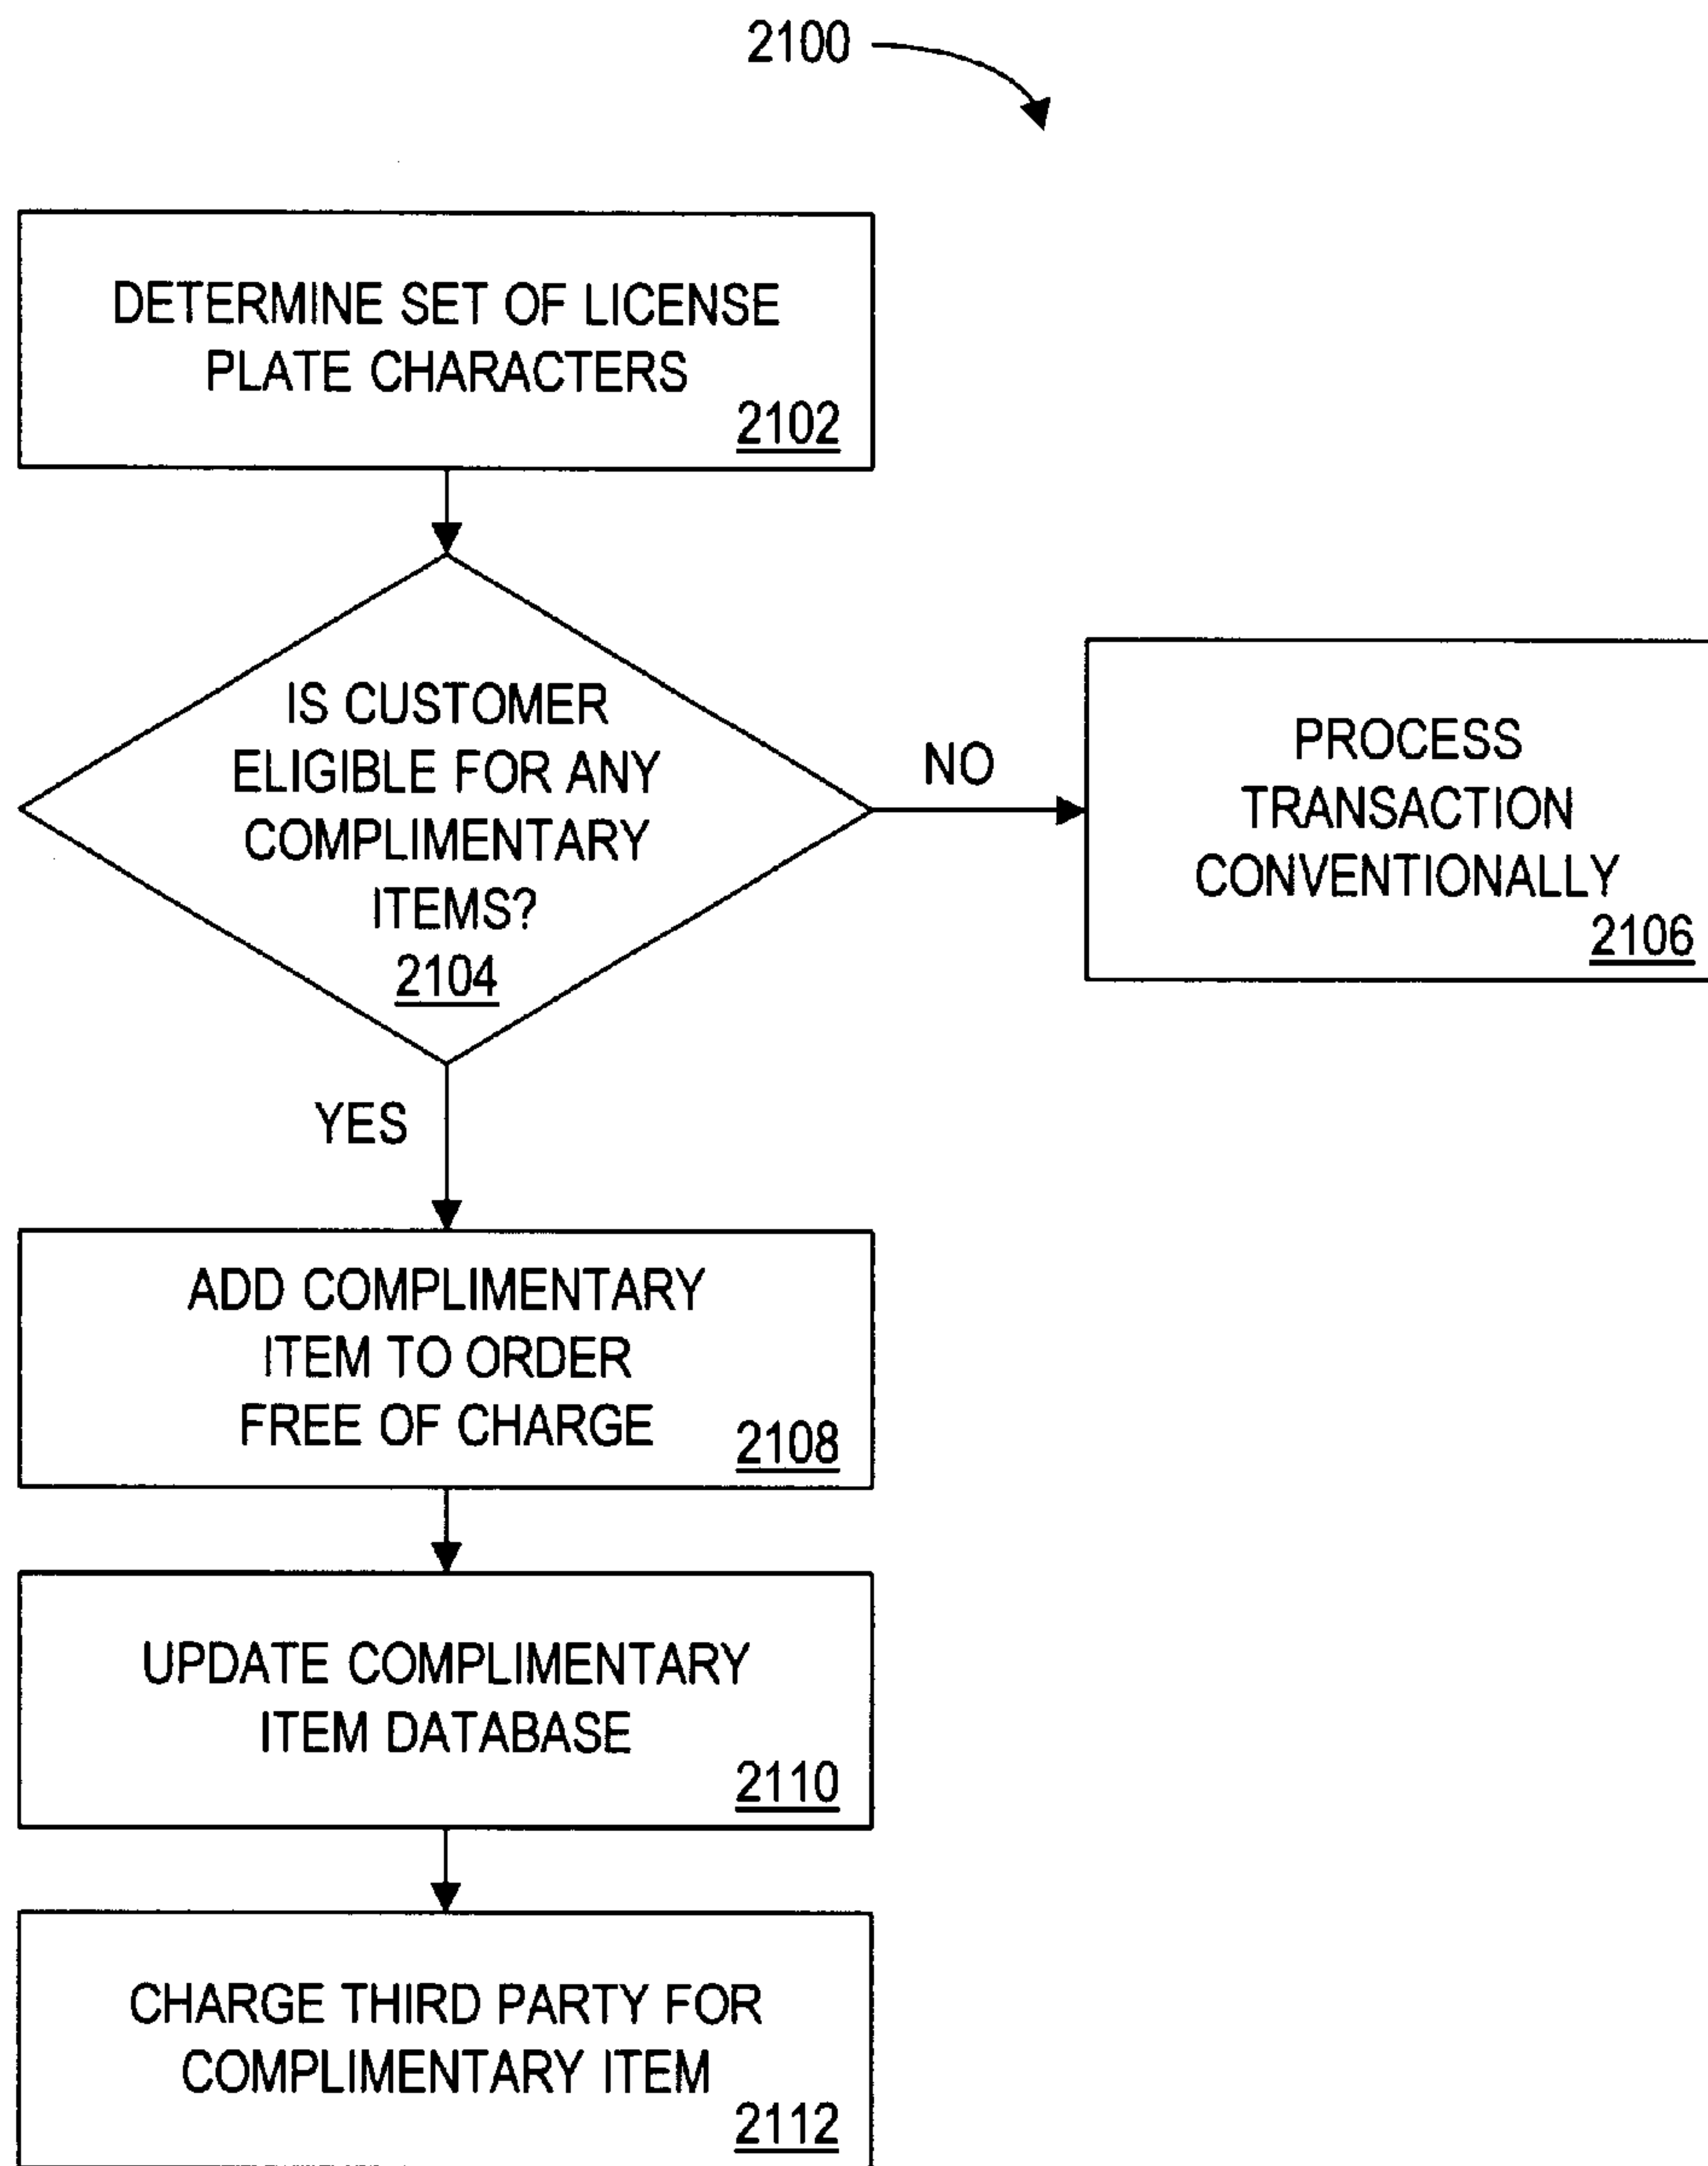 2100
DETERMINE SET OF LICENSE
PLATE CHARACTERS
2102
IS CUSTOMER
ELIGIBLE FOR ANY
COMPLIMENTARY
ITEMS?
2104
NO
PROCESS
TRANSACTION
CONVENTIONALLY
2106
YES
ADD COMPLIMENTARY
ITEM TO ORDER
FREE OF CHARGE
2108
UPDATE COMPLIMENTARY
ITEM DATABASE
2110
CHARGE THIRD PARTY FOR
COMPLIMENTARY ITEM
2112